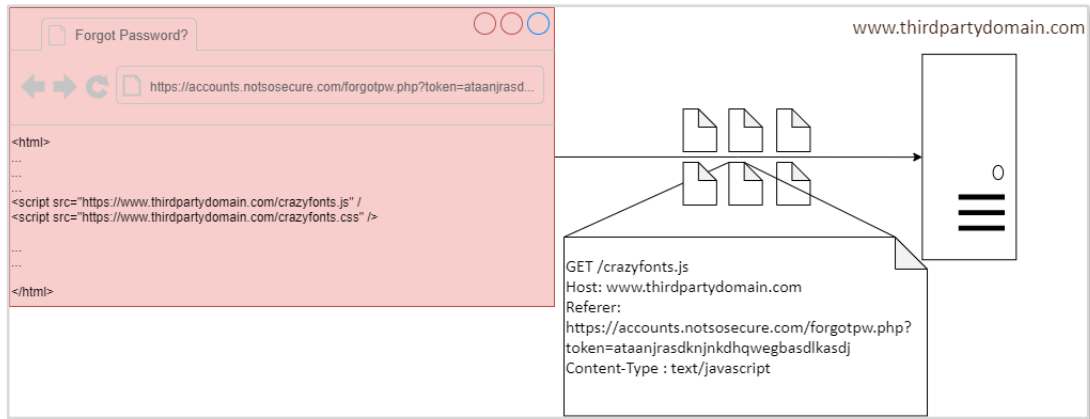 Forgot Password?
www.thirdpartydomain.com
https://accounts.notsosecure.com/forgotpw.php?token=ataanjrasd...
<html>
...
...
...
<script src="https://www.thirdpartydomain.com/crazyfonts.js" /
<script src="https://www.thirdpartydomain.com/crazyfonts.css" />
...
...
</html>
GET /crazyfonts.js
Host: www.thirdpartydomain.com
Referer:
https://accounts.notsosecure.com/forgotpw.php?
token=ataanjrasdknjnkdhqwegbasdlkasdj
Content-Type : text/javascript